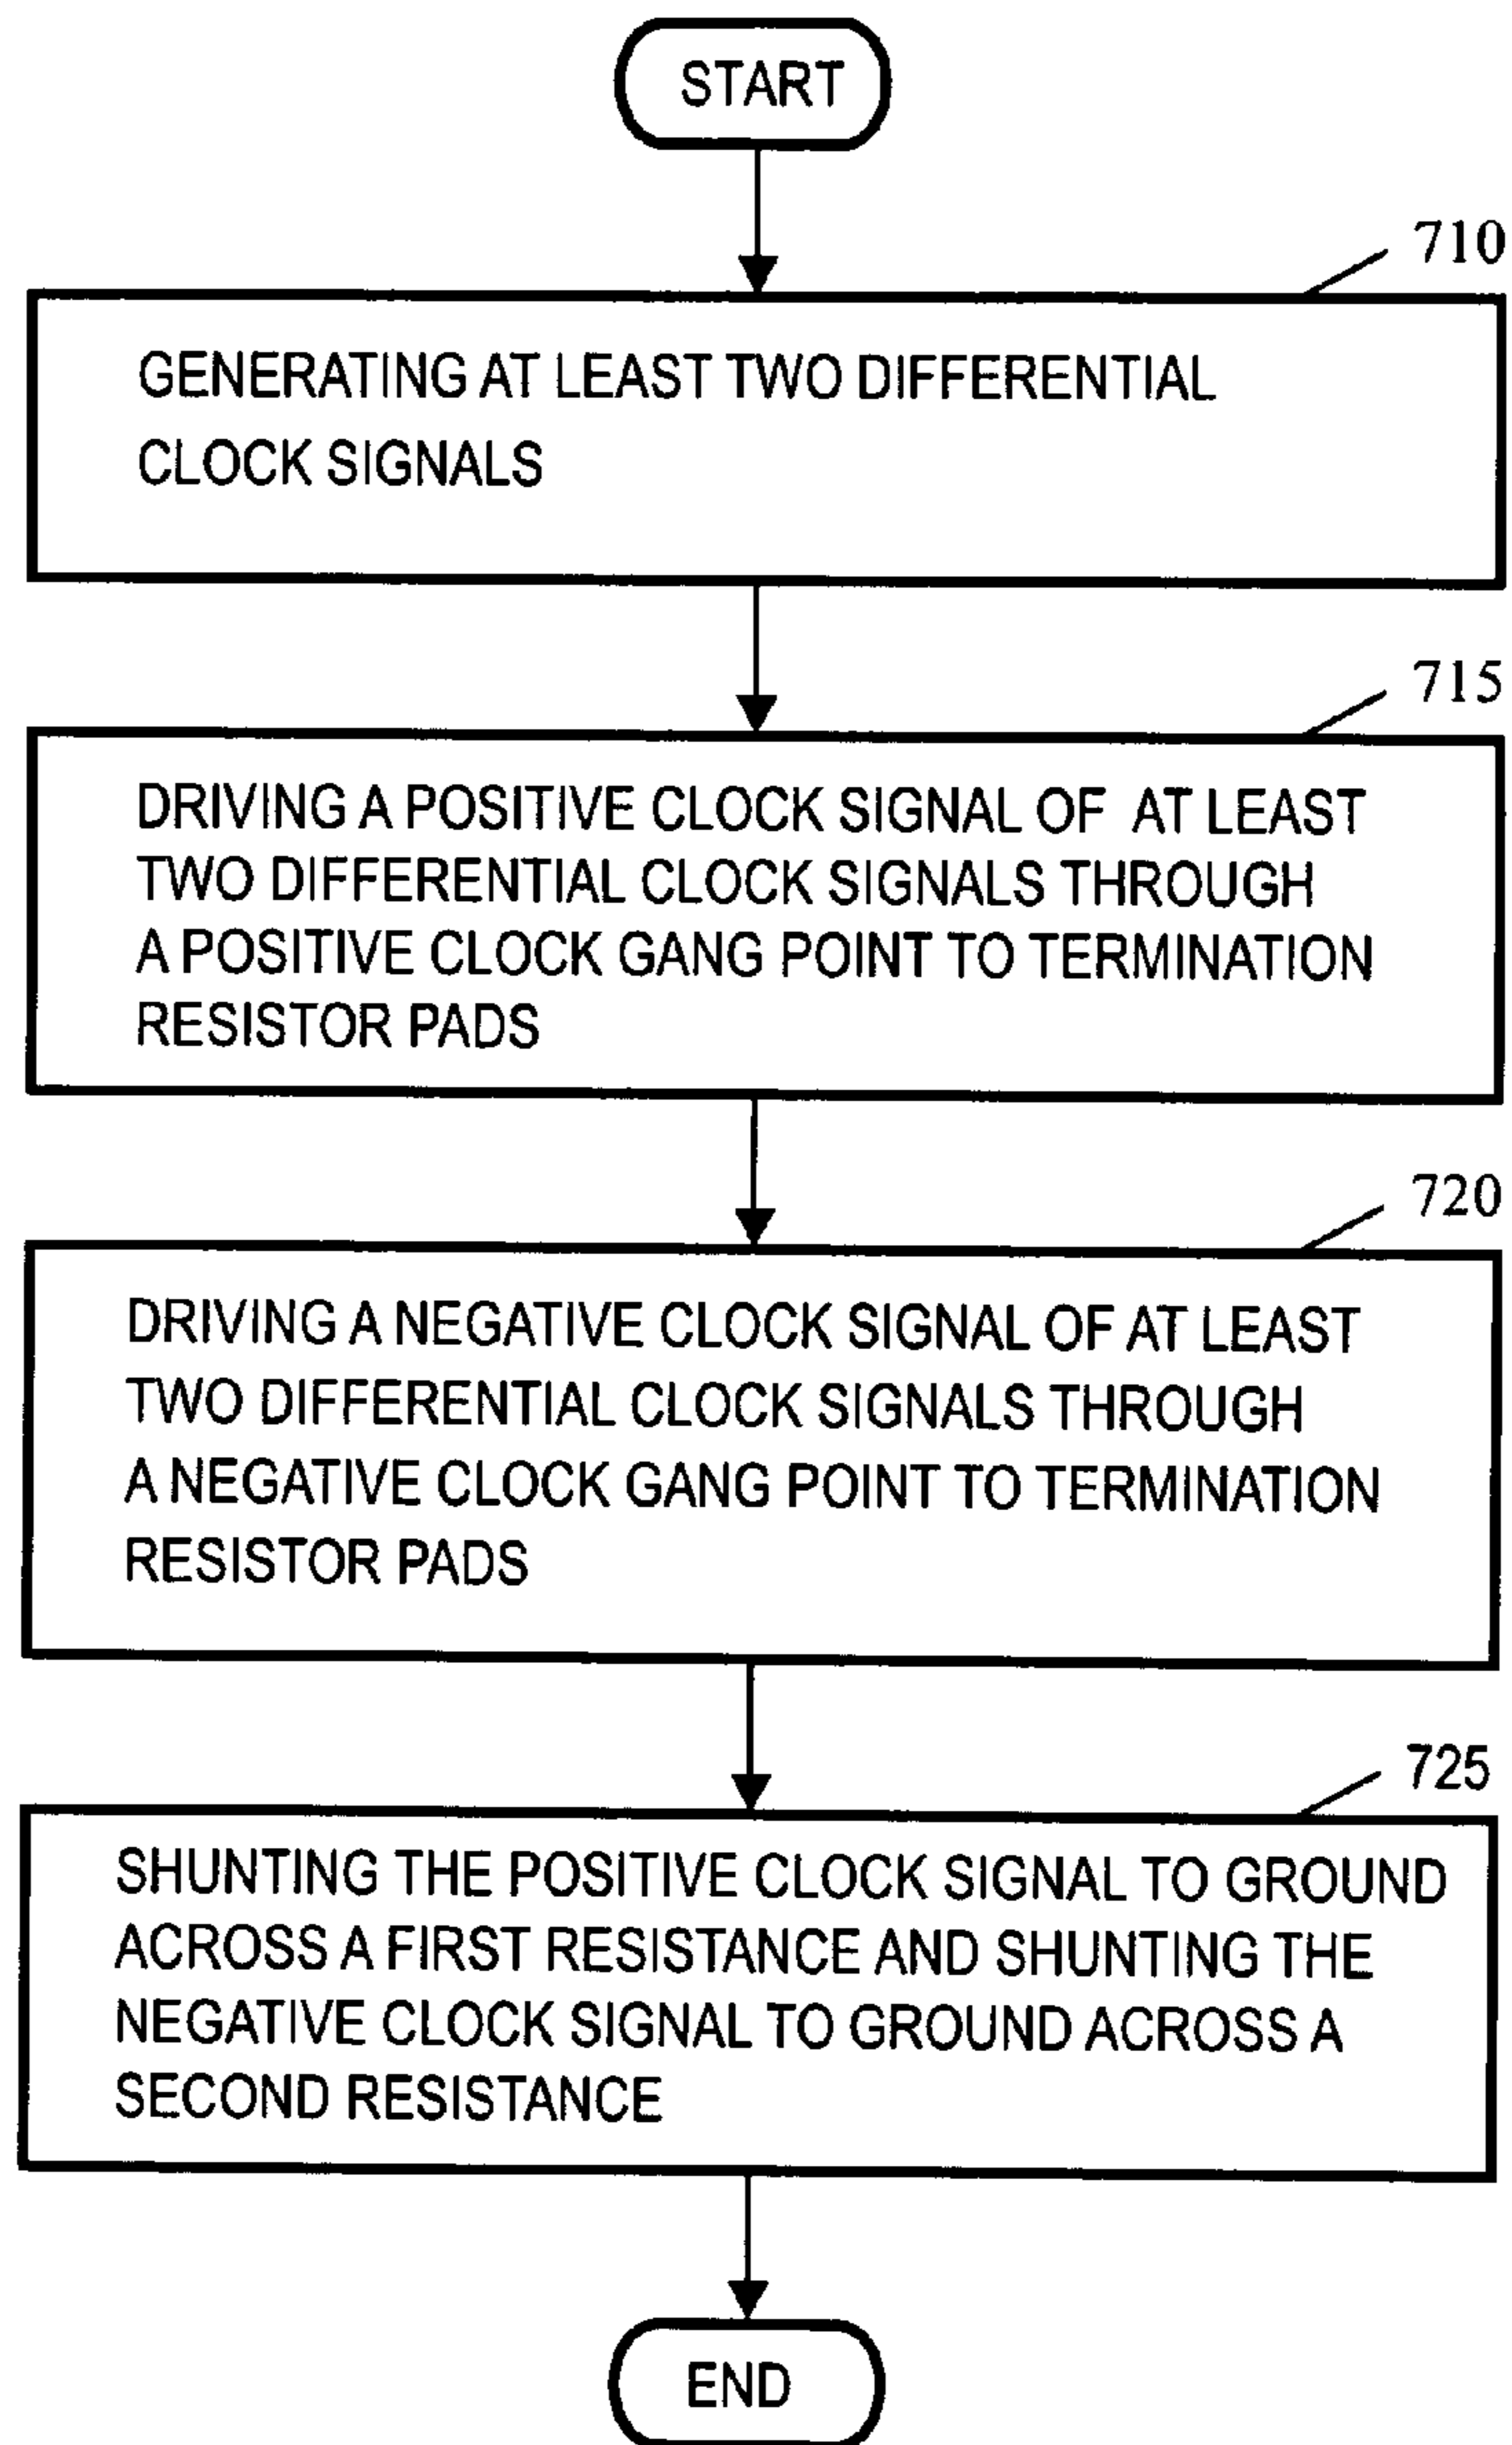 START
710
GENERATING AT LEAST TWO DIFFERENTIAL
CLOCK SIGNALS
715
DRIVING A POSITIVE CLOCK SIGNAL OF AT LEAST
TWO DIFFERENTIAL CLOCK SIGNALS THROUGH
A POSITIVE CLOCK GANG POINT TO TERMINATION
RESISTOR PADS
720
DRIVING A NEGATIVE CLOCK SIGNAL OF AT LEAST
TWO DIFFERENTIAL CLOCK SIGNALS THROUGH
A NEGATIVE CLOCK GANG POINT TO TERMINATION
RESISTOR PADS
725
SHUNTING THE POSITIVE CLOCK SIGNAL TO GROUND
ACROSS A FIRST RESISTANCE AND SHUNTING THE
NEGATIVE CLOCK SIGNAL TO GROUND ACROSS A
SECOND RESISTANCE
END